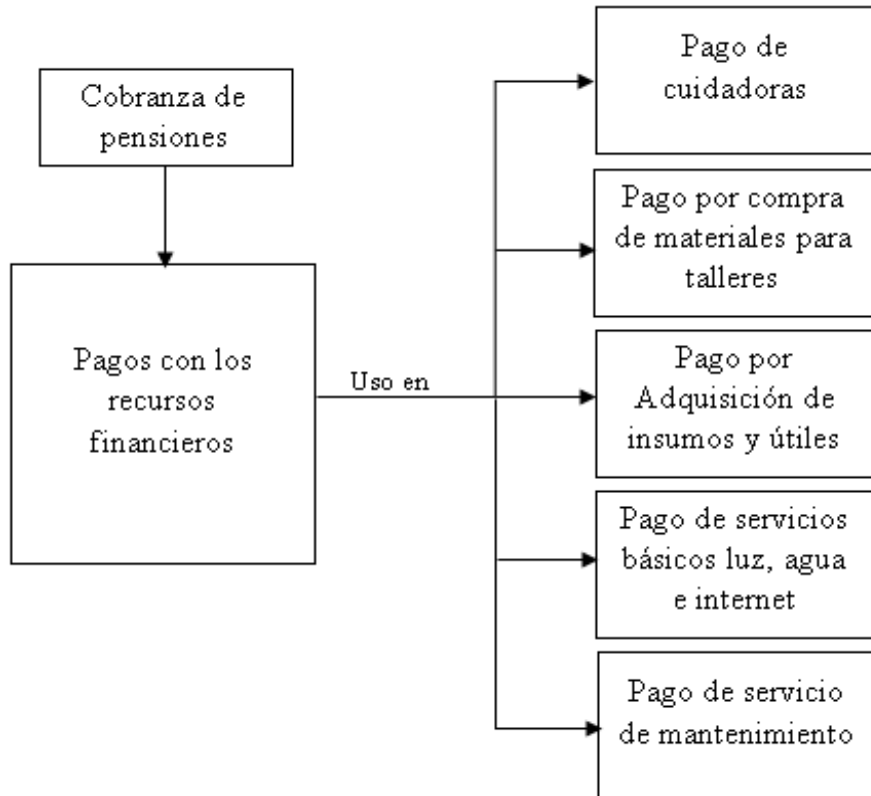 Cobranza de
pensiones
Pagos con los
recursos
financieros
Uso en
Pago de
cuidadoras
Pago por compra
de materiales para
talleres
Pago por
Adquisición de
insumos y útiles
Pago de servicios
básicos luz, agua
e internet
Pago de servicio
de mantenimiento